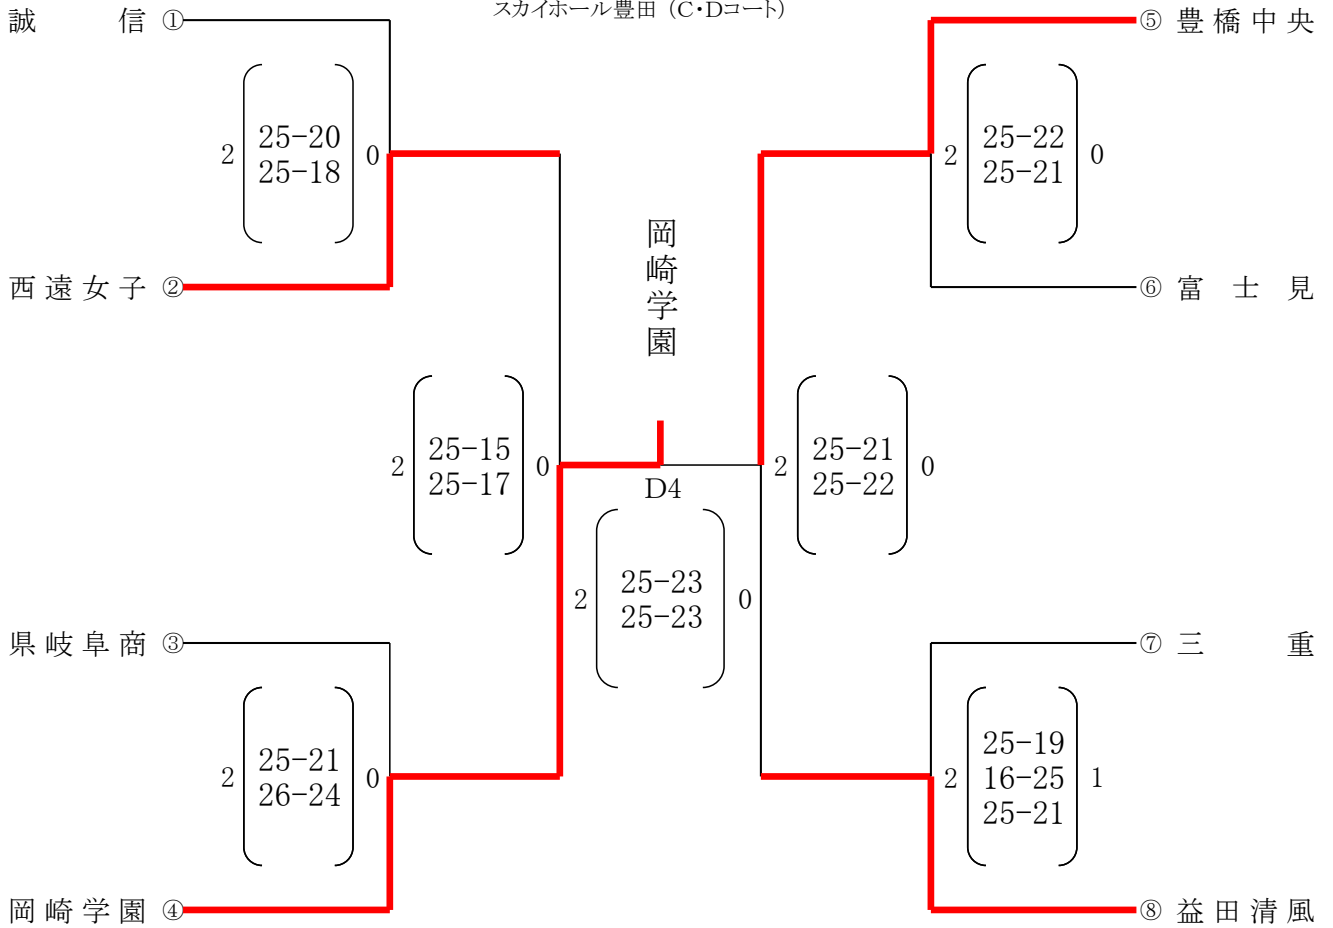 スカイホール豊田（C・Dコート）
誠信 ①
2 25-20 0
25-18
西遠女子 ②
2 25-15 0
25-17
県岐阜商 ③
2 25-21 0
26-24
岡崎学園 ④
岡崎学園
D4
2 25-23 0
25-23
⑤ 豊橋中央
2 25-22 0
25-21
⑥ 富士見
2 25-21 0
25-22
⑦ 三重
25-19
2 16-25 1
25-21
⑧ 益田清風